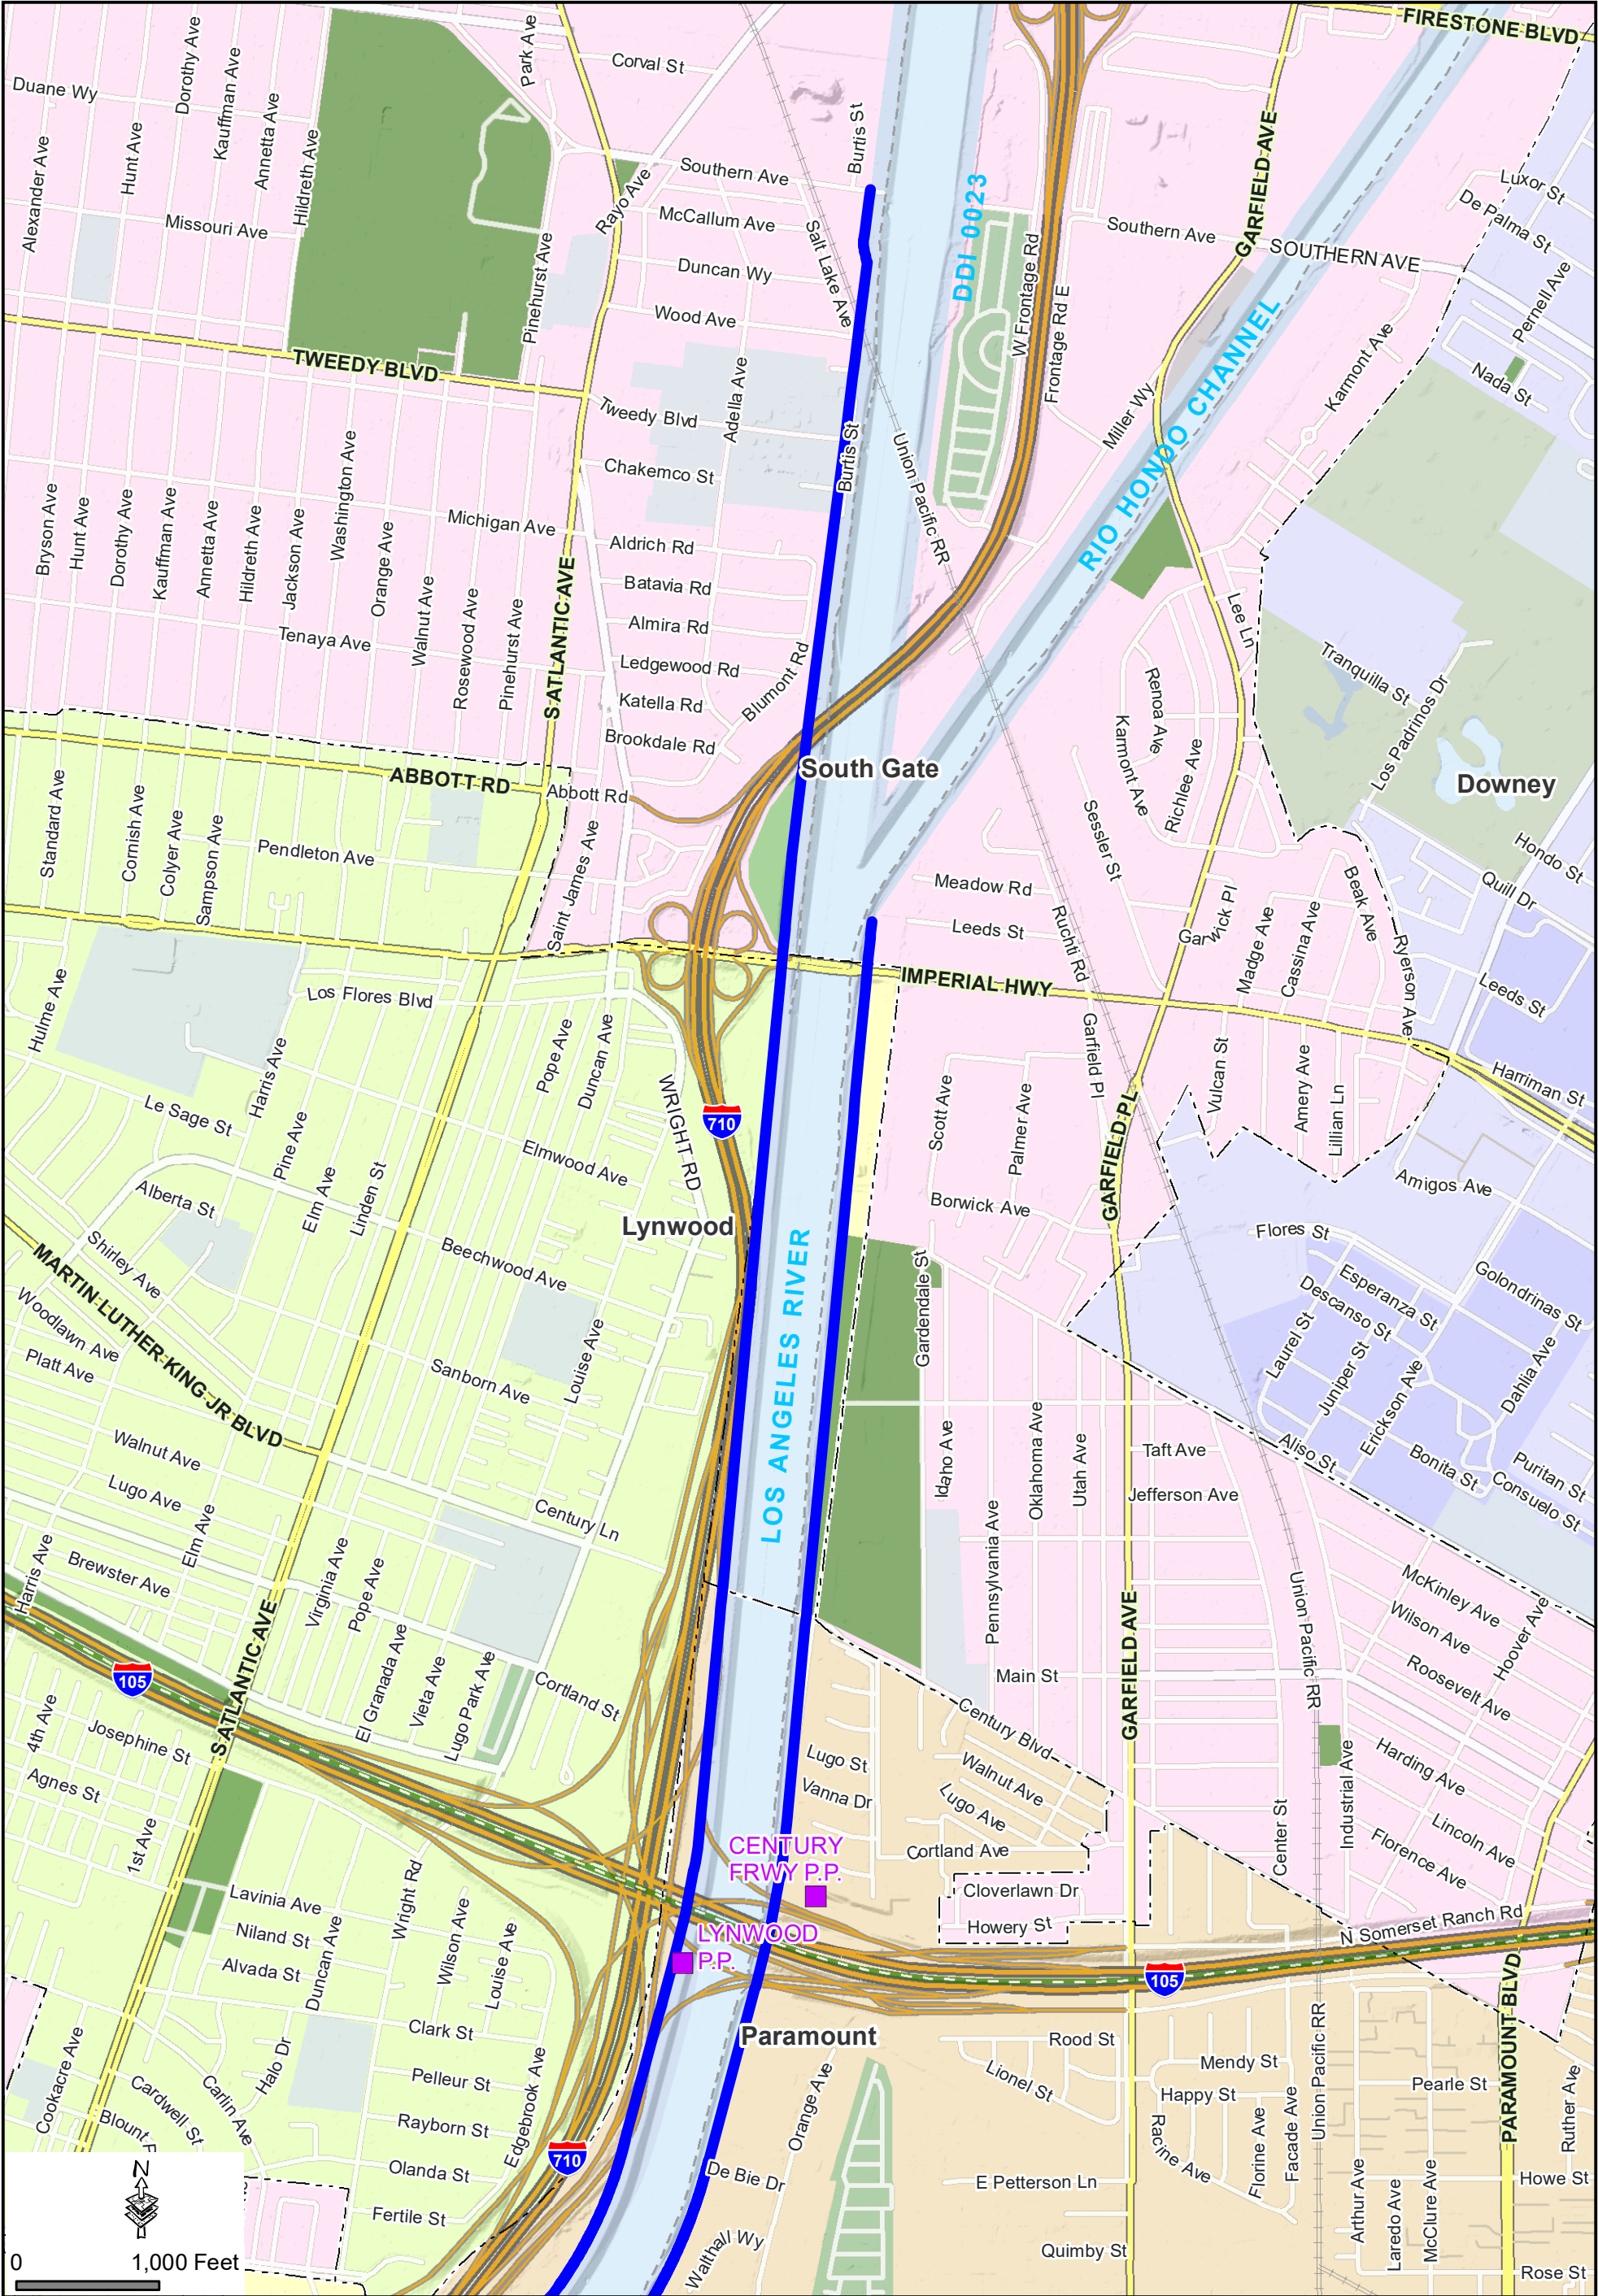 FIRESTONE BLVD
Park Ave
Dorothy Ave
Kauffman Ave
Corval St
Duane Wy
Annetta Ave
Hildreth Ave
Hunt Ave
Alexander Ave
Burtis St
Southern Ave
Rayo Ave
McCallum Ave
Salt Lake Ave
DDI 0023
W Frontage Rd
Frontage Rd E
Southern Ave
GARFIELD AVE
SOUTHERN AVE
Luxor St
De Palma St
Pernell Ave
Missouri Ave
Pinehurst Ave
Duncan Wy
Wood Ave
TWEEDY BLVD
Tweedy Blvd
Adella Ave
Burtis St
Union Pacific RR
Miller Wy
RIO HONDO CHANNEL
Karmont Ave
Nada St
Chakemco St
Bryson Ave
Hunt Ave
Dorothy Ave
Kauffman Ave
Annetta Ave
Hildreth Ave
Jackson Ave
Washington Ave
Orange Ave
Walnut Ave
Rosewood Ave
Pinehurst Ave
Michigan Ave
Tenaya Ave
S ATLANTIC AVE
Aldrich Rd
Batavia Rd
Almira Rd
Ledgewood Rd
Katella Rd
Blumont Rd
Brookdale Rd
Lee Ln
Renoa Ave
Karmont Ave
Richlee Ave
Sessler St
Tranquilla St
Los Padrinos Dr
South Gate
Downey
ABBOTT RD
Abbott Rd
Standard Ave
Cornish Ave
Colyer Ave
Sampson Ave
Pendleton Ave
Saint James Ave
Meadow Rd
Leeds St
Ruchti Rd
Garwick Pl
Madge Ave
Cassina Ave
Beak Ave
Ryerson Ave
Hondo St
Quill Dr
Leeds St
Harriman St
IMPERIAL HWY
Hulme Ave
Los Flores Blvd
Harris Ave
Pope Ave
Duncan Ave
WRIGHT RD
710
Le Sage St
Pine Ave
Elm Ave
Linden St
Elmwood Ave
Alberta St
Shirley Ave
Beechwood Ave
Lynwood
LOS ANGELES RIVER
Scott Ave
Palmer Ave
Garfield Pl
GARFIELD PL
Vulcan St
Amery Ave
Lillian Ln
Borwick Ave
Amigos Ave
Flores St
Golondrinas St
Esperanza St
Descanso St
Laurel St
Juniper St
Erickson Ave
Dahlia Ave
Aliso St
Bonita St
Puritan St
Consuelo St
MARTIN LUTHER KING JR BLVD
Woodlawn Ave
Platt Ave
Sanborn Ave
Louise Ave
Gardendale St
Idaho Ave
Oklahoma Ave
Utah Ave
Pennsylvania Ave
Taft Ave
Jefferson Ave
Walnut Ave
Lugo Ave
Elm Ave
Century Ln
Harris Ave
Brewster Ave
Virginia Ave
Pope Ave
El Granada Ave
Vieta Ave
Lugo Park Ave
Cortland St
105
S ATLANTIC AVE
4th Ave
Josephine St
Agnes St
1st Ave
Main St
GARFIELD AVE
Union Pacific RR
McKinley Ave
Wilson Ave
Hoover Ave
Roosevelt Ave
Harding Ave
Lincoln Ave
Florence Ave
Industrial Ave
Center St
Century Blvd
Walnut Ave
Lugo Ave
Lugo St
Vanna Dr
Cortland Ave
CENTURY
FRWY P.P.
Cloverlawn Dr
Howery St
N Somerset Ranch Rd
LYNWOOD
P.P.
105
Lavinia Ave
Niland St
Alvada St
Duncan Ave
Wright Rd
Wilson Ave
Louise Ave
Clark St
Pelleur St
Rayborn St
Olanda St
Fertile St
Edgebrook Ave
710
Cookacre Ave
Cardwell St
Carlin Ave
Halo Dr
Blount
Paramount
Orange Ave
De Bie Dr
Walthall Wy
Rood St
Lionel St
Mendy St
Happy St
Racine Ave
Florine Ave
Facade Ave
Union Pacific RR
Pearle St
PARAMOUNT BLVD
Ruther Ave
E Petterson Ln
Quimby St
Arthur Ave
Laredo Ave
McClure Ave
Howe St
Rose St
N
0 1,000 Feet